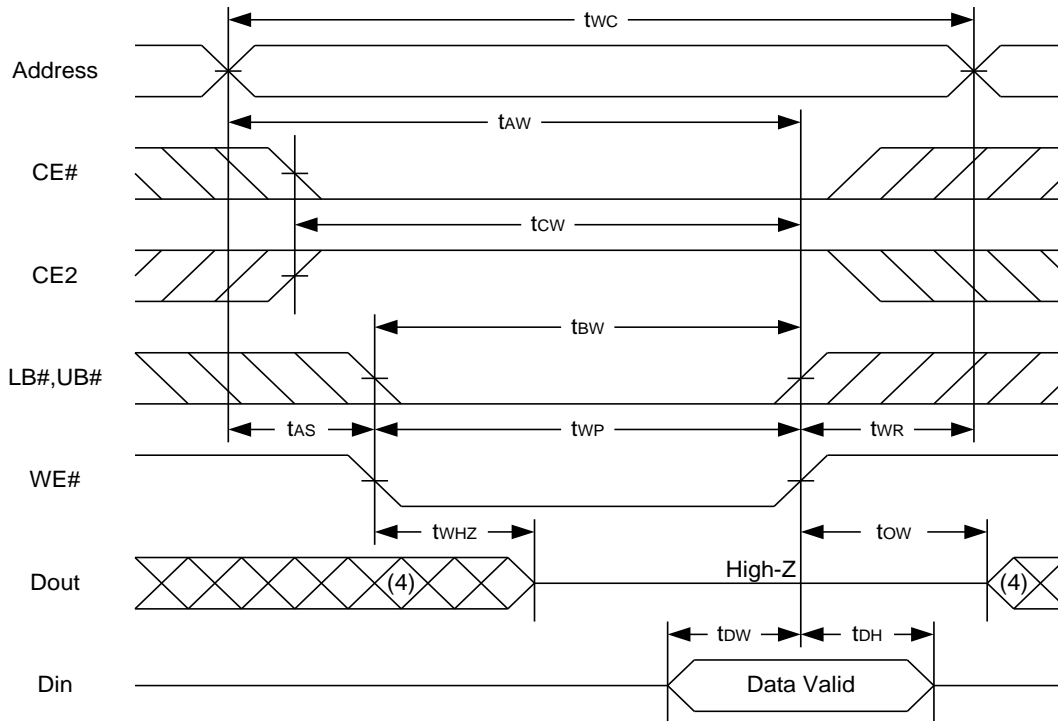 tWC
Address
tAW
CE#
tCW
CE2
tBW
LB#,UB#
tAS tWP tWR
WE#
tWHZ tOW
Dout (4) High-Z (4)
tDW tDH
Din Data Valid